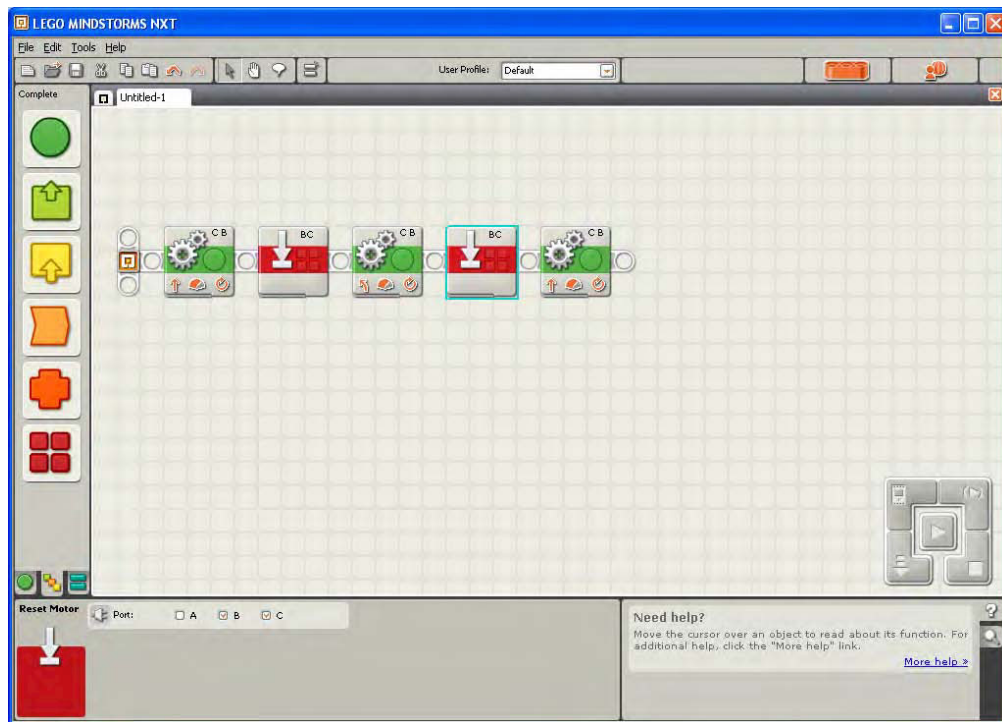 LEGO MINDSTORMS NXT
File Edit Tools Help
User Profile: Default
Complete
Untitled-1
C B
BC
C B
BC
C B
Reset Motor
Port: A B C
Need help?
Move the cursor over an object to read about its function. For
additional help, click the "More help" link.
More help »